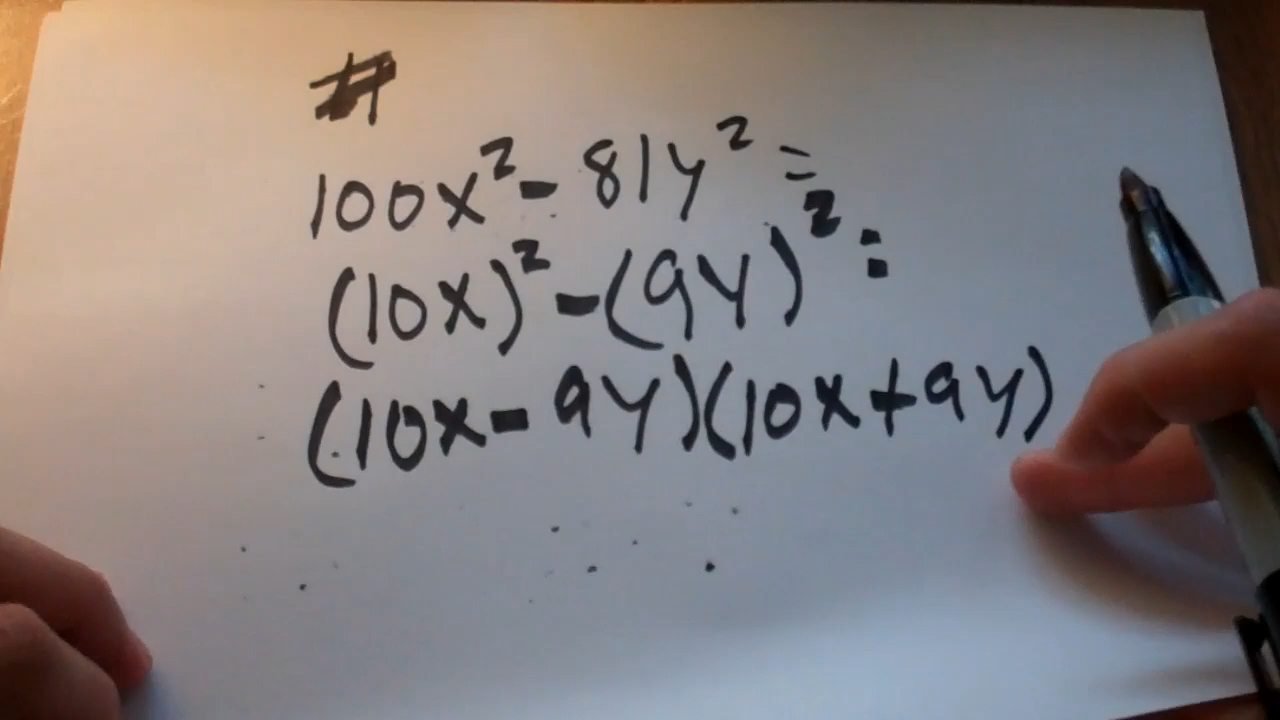 #
100x² - 81y² =
(10x)² - (9y)² =
(10x - 9y)(10x + 9y)